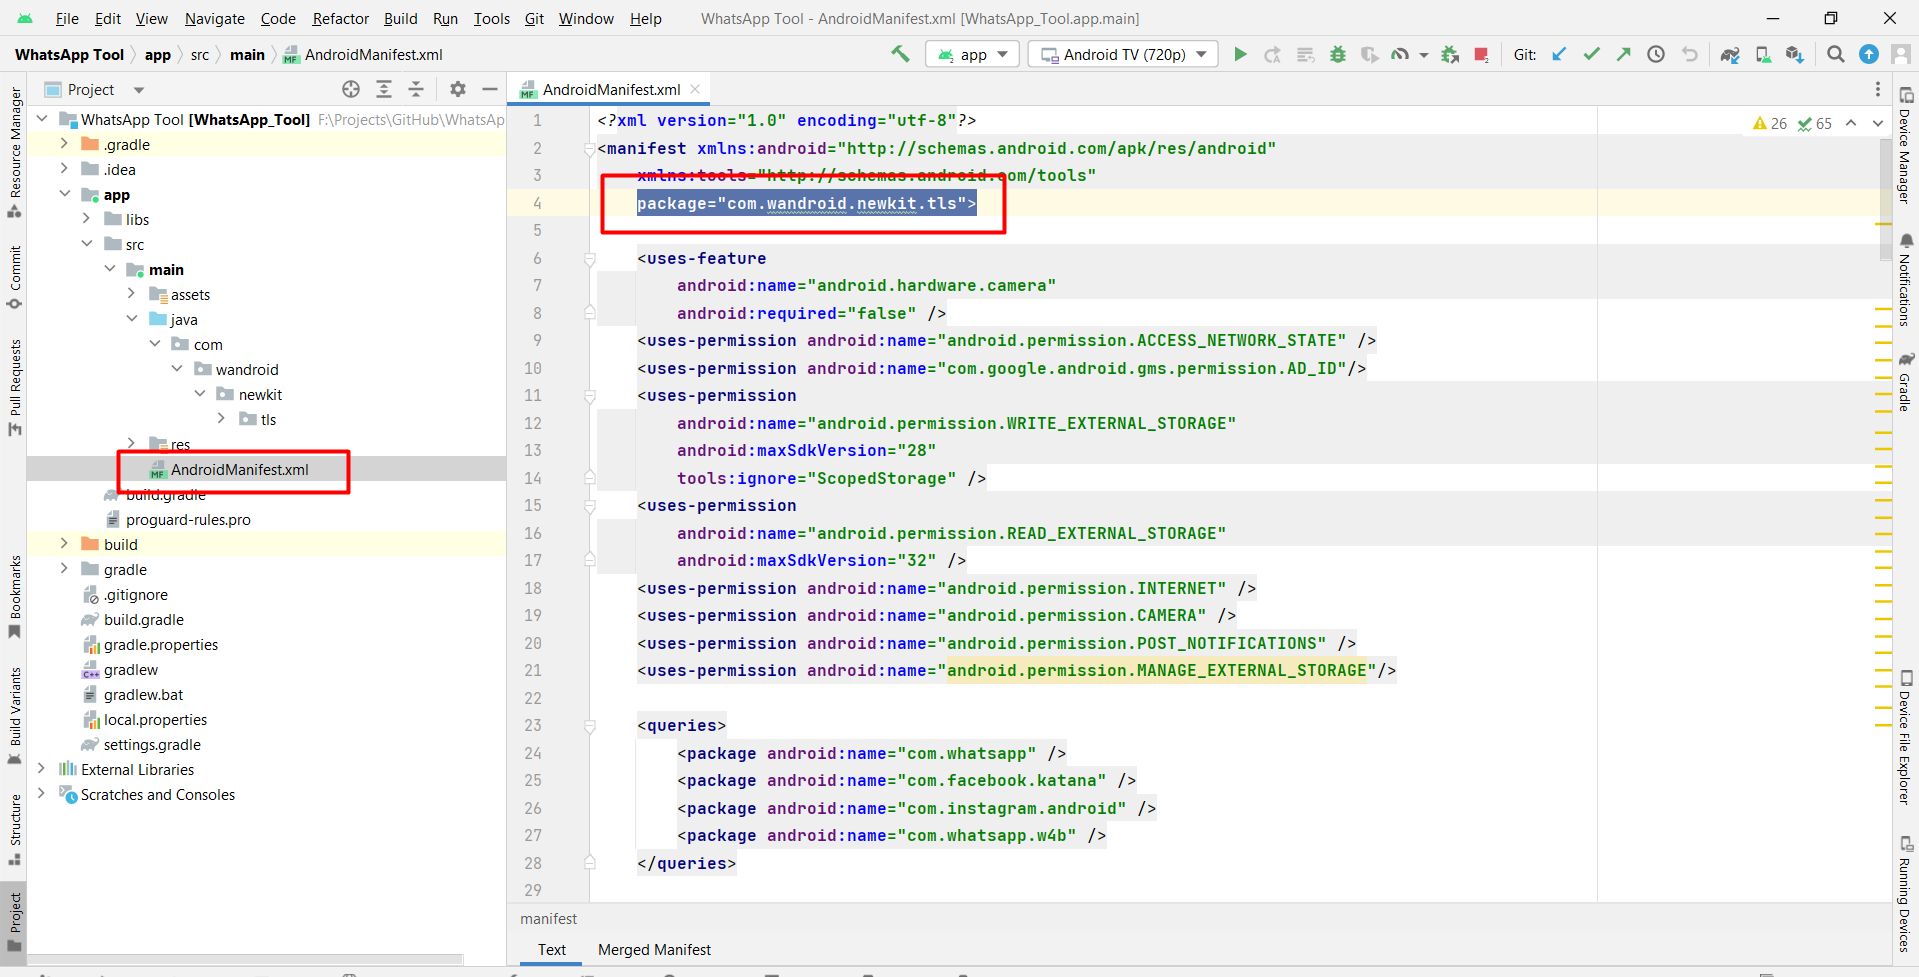 File Edit View Navigate Code Refactor Build Run Tools Git Window Help WhatsApp Tool - AndroidManifest.xml [WhatsApp_Tool.app.main]
WhatsApp Tool app src main AndroidManifest.xml app Android TV (720p) Git:
Project
AndroidManifest.xml
Resource Manager
Commit
Pull Requests
Bookmarks
Build Variants
Structure
Project
WhatsApp Tool [WhatsApp_Tool] F:\Projects\GitHub\WhatsAp
.gradle
.idea
app
libs
src
main
assets
java
com
wandroid
newkit
tls
res
AndroidManifest.xml
build.gradle
proguard-rules.pro
build
gradle
.gitignore
build.gradle
gradle.properties
gradlew
gradlew.bat
local.properties
settings.gradle
External Libraries
Scratches and Consoles
26 65
1 <?xml version="1.0" encoding="utf-8"?>
2 <manifest xmlns:android="http://schemas.android.com/apk/res/android"
3 xmlns:tools="http://schemas.android.com/tools"
4 package="com.wandroid.newkit.tls">
5
6 <uses-feature
7 android:name="android.hardware.camera"
8 android:required="false" />
9 <uses-permission android:name="android.permission.ACCESS_NETWORK_STATE" />
10 <uses-permission android:name="com.google.android.gms.permission.AD_ID"/>
11 <uses-permission
12 android:name="android.permission.WRITE_EXTERNAL_STORAGE"
13 android:maxSdkVersion="28"
14 tools:ignore="ScopedStorage" />
15 <uses-permission
16 android:name="android.permission.READ_EXTERNAL_STORAGE"
17 android:maxSdkVersion="32" />
18 <uses-permission android:name="android.permission.INTERNET" />
19 <uses-permission android:name="android.permission.CAMERA" />
20 <uses-permission android:name="android.permission.POST_NOTIFICATIONS" />
21 <uses-permission android:name="android.permission.MANAGE_EXTERNAL_STORAGE"/>
22
23 <queries>
24 <package android:name="com.whatsapp" />
25 <package android:name="com.facebook.katana" />
26 <package android:name="com.instagram.android" />
27 <package android:name="com.whatsapp.w4b" />
28 </queries>
29
manifest
Text Merged Manifest
Device Manager
Notifications
Gradle
Device File Explorer
Running Devices